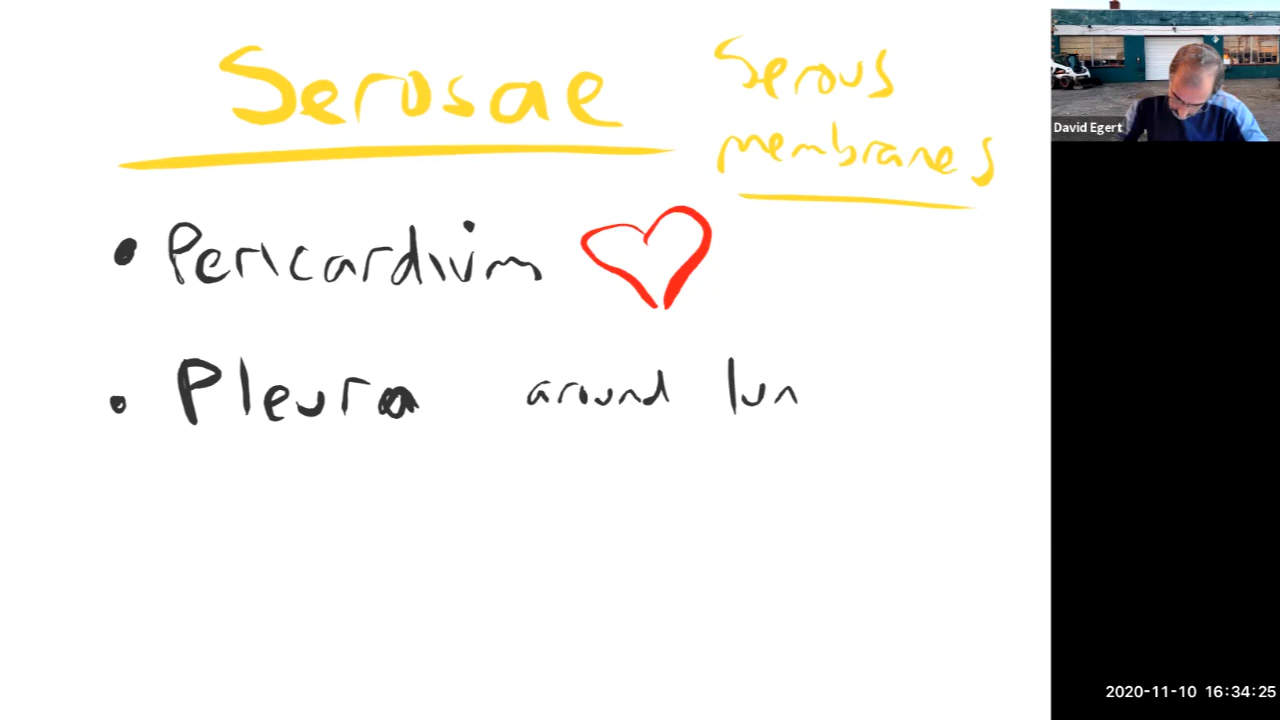 Serosae
Serous
membranes
• Pericardium
• Pleura around lun
David Egert
2020-11-10 16:34:25